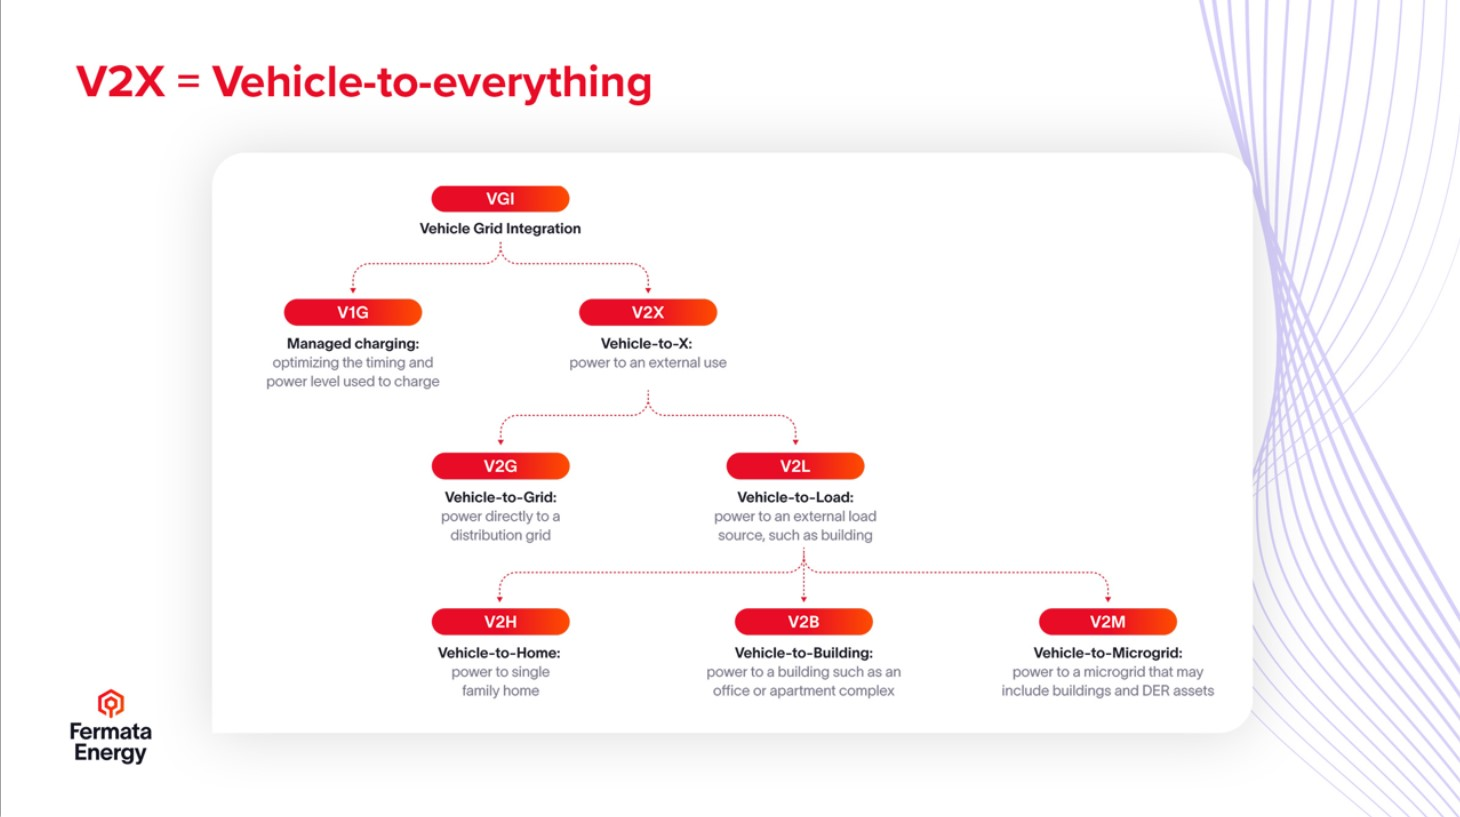 V2X = Vehicle-to-everything
VGI
Vehicle Grid Integration
V1G
Managed charging:
optimizing the timing and
power level used to charge
V2X
Vehicle-to-X:
power to an external use
V2G
Vehicle-to-Grid:
power directly to a
distribution grid
V2L
Vehicle-to-Load:
power to an external load
source, such as building
V2H
Vehicle-to-Home:
power to single
family home
V2B
Vehicle-to-Building:
power to a building such as an
office or apartment complex
V2M
Vehicle-to-Microgrid:
power to a microgrid that may
include buildings and DER assets
Fermata
Energy